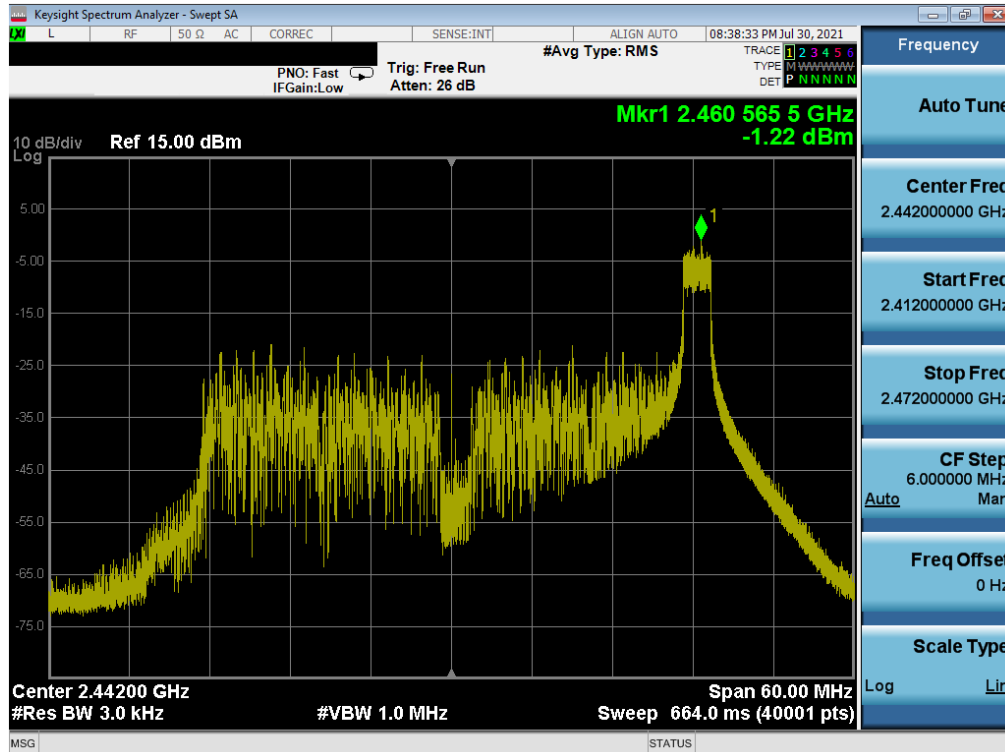 Keysight Spectrum Analyzer - Swept SA
LXI L RF 50 Ω AC CORREC SENSE:INT ALIGN AUTO 08:38:33 PM Jul 30, 2021
#Avg Type: RMS
TRACE 1 2 3 4 5 6
TYPE M WWWWW
DET P N N N N N
PNO: Fast
IFGain:Low
Trig: Free Run
Atten: 26 dB
Mkr1 2.460 565 5 GHz
-1.22 dBm
10 dB/div
Log
Ref 15.00 dBm
1
5.00
-5.00
-15.0
-25.0
-35.0
-45.0
-55.0
-65.0
-75.0
Center 2.44200 GHz
Span 60.00 MHz
#Res BW 3.0 kHz
#VBW 1.0 MHz
Sweep 664.0 ms (40001 pts)
MSG
STATUS
Frequency
Auto Tune
Center Freq
2.442000000 GHz
Start Freq
2.412000000 GHz
Stop Freq
2.472000000 GHz
CF Step
6.000000 MHz
Auto Man
Freq Offset
0 Hz
Scale Type
Log Lin